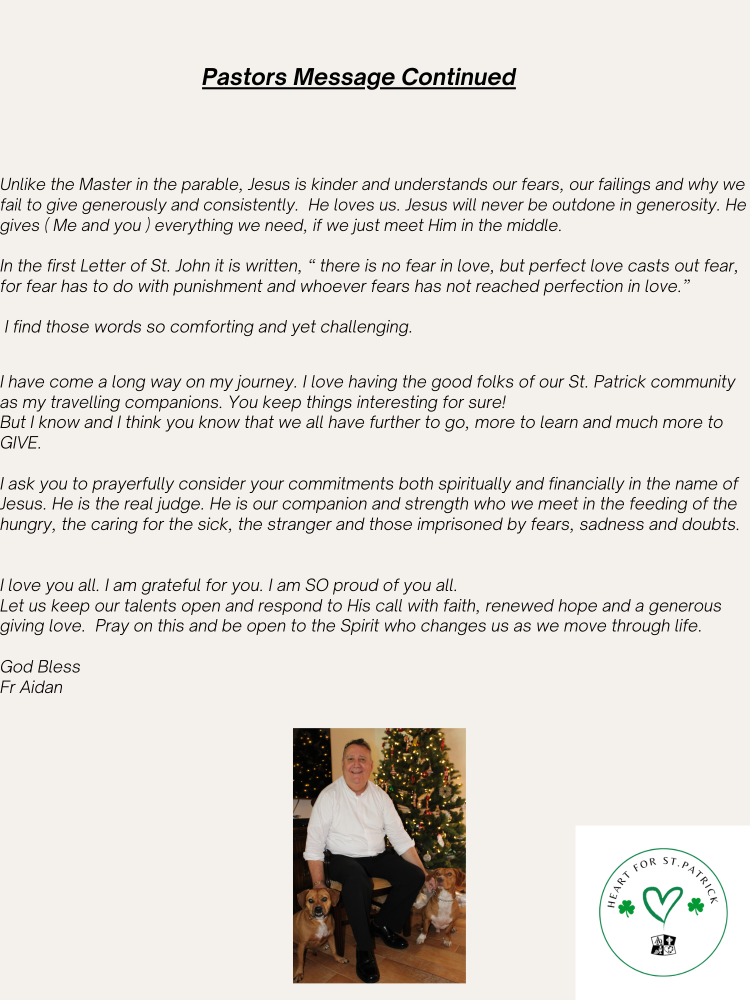 Pastors Message Continued
Unlike the Master in the parable, Jesus is kinder and understands our fears, our failings and why we
fail to give generously and consistently.  He loves us. Jesus will never be outdone in generosity. He
gives ( Me and you ) everything we need, if we just meet Him in the middle.
In the first Letter of St. John it is written, “ there is no fear in love, but perfect love casts out fear,
for fear has to do with punishment and whoever fears has not reached perfection in love.”
I find those words so comforting and yet challenging.
I have come a long way on my journey. I love having the good folks of our St. Patrick community
as my travelling companions. You keep things interesting for sure!
But I know and I think you know that we all have further to go, more to learn and much more to
GIVE.
I ask you to prayerfully consider your commitments both spiritually and financially in the name of
Jesus. He is the real judge. He is our companion and strength who we meet in the feeding of the
hungry, the caring for the sick, the stranger and those imprisoned by fears, sadness and doubts.
I love you all. I am grateful for you. I am SO proud of you all.
Let us keep our talents open and respond to His call with faith, renewed hope and a generous
giving love.  Pray on this and be open to the Spirit who changes us as we move through life.
God Bless
Fr Aidan
HEART FOR ST.PATRICK
ΑΩ